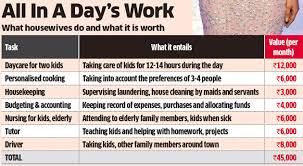 All In A Day's Work
What housewives do and what it is worth
Task What it entails Value (per month)
Daycare for two kids Taking care of kids for 12-14 hours during the day ₹12,000
Personalised cooking Taking into account the preferences of 3-4 people ₹6,000
Housekeeping Supervising laundering, house cleaning by maids and servants ₹3,000
Budgeting & accounting Keeping record of expenses, purchases and allocating funds ₹4,000
Nursing for kids, elderly Attending to elderly family members, kids when sick ₹6,000
Tutor Teaching kids and helping with homework, projects ₹6,000
Driver Taking kids, other family members around town ₹8,000
TOTAL ₹45,000